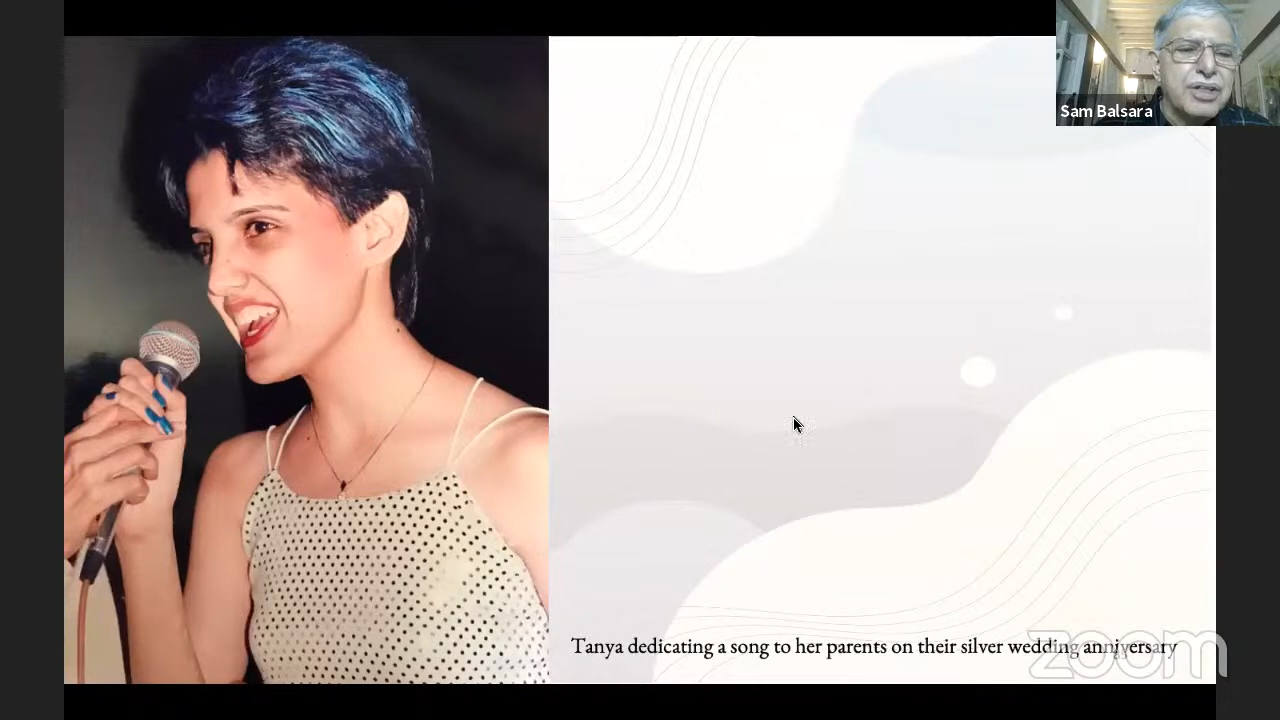 Sam Balsara
Tanya dedicating a song to her parents on their silver wedding anniversary
zoom